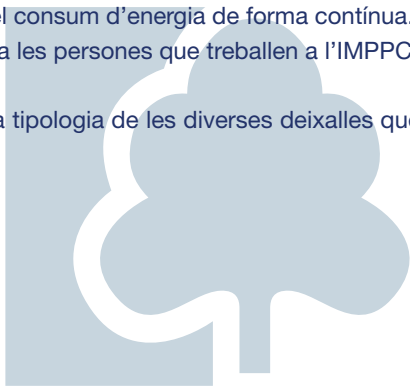 el consum d’energia de forma contínua.
a les persones que treballen a l’IMPPC
a tipologia de les diverses deixalles que